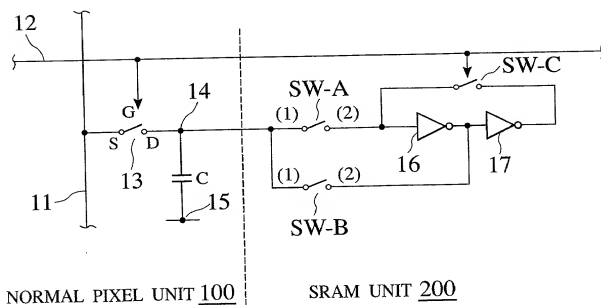 12
SW-C
SW-A
G
14
(1) (2)
S D
13
16
17
C
(1) (2)
11
15
SW-B
NORMAL PIXEL UNIT 100
SRAM UNIT 200